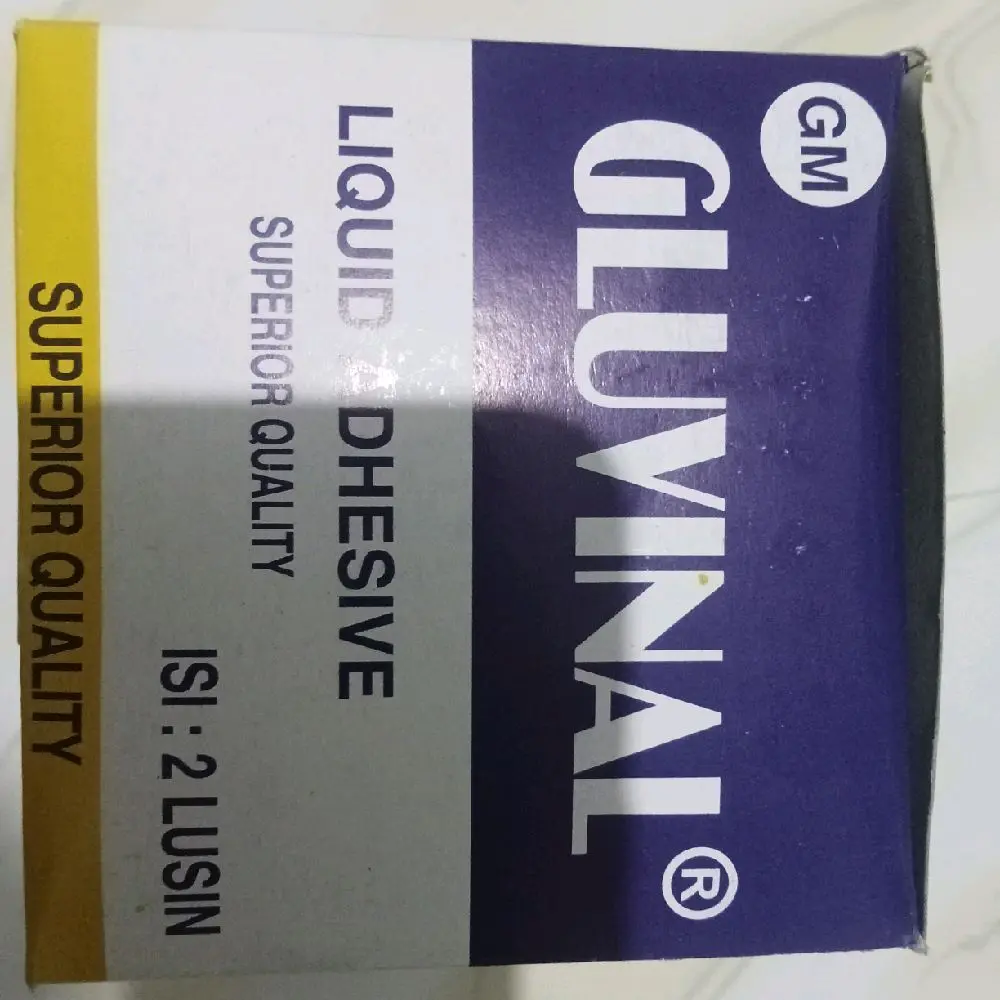 GM
GLUVINAL®
LIQUID ADHESIVE
SUPERIOR QUALITY
ISI : 2 LUSIN
SUPERIOR QUALITY